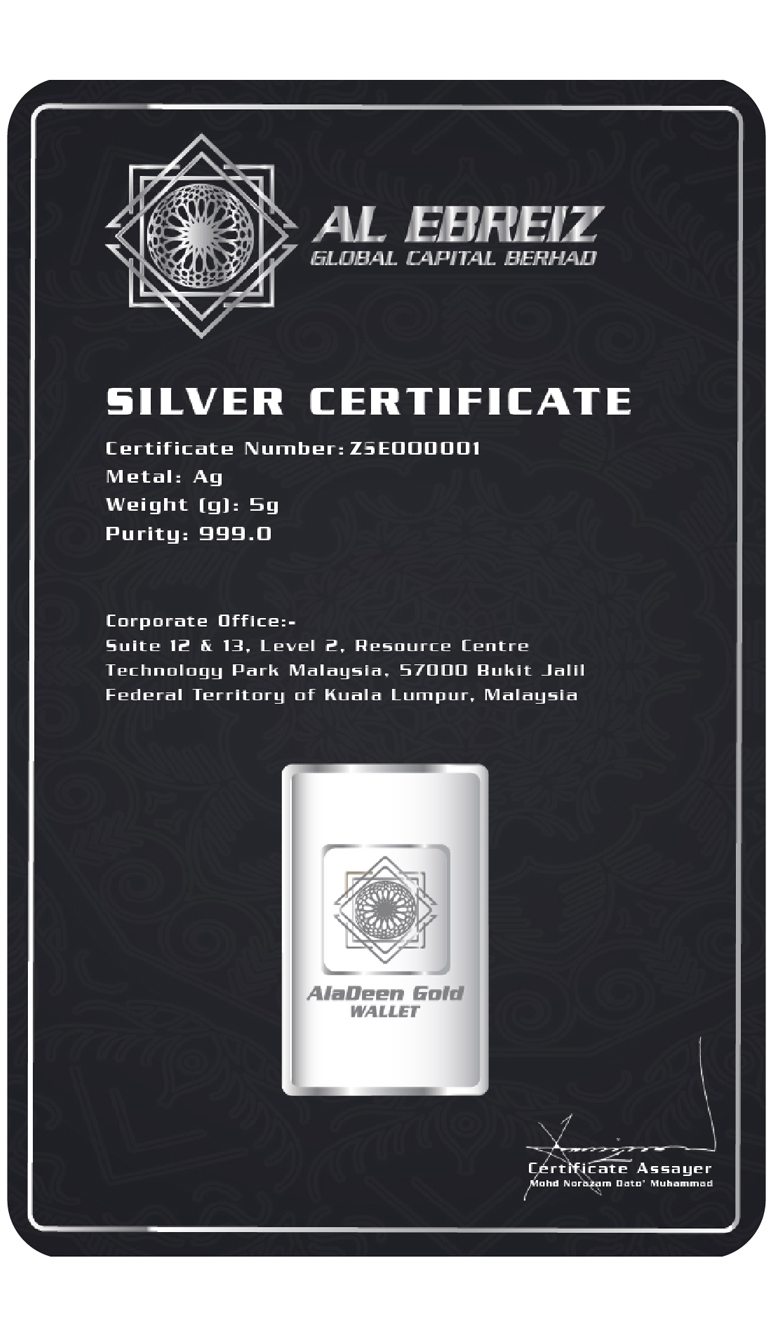 AL EBREIZ
GLOBAL CAPITAL BERHAD
SILVER CERTIFICATE
Certificate Number: ZSE000001
Metal: Ag
Weight (g): 5g
Purity: 999.0
Corporate Office:-
Suite 12 & 13, Level 2, Resource Centre
Technology Park Malaysia, 57000 Bukit Jalil
Federal Territory of Kuala Lumpur, Malaysia
AlaDeen Gold
WALLET
Certificate Assayer
Mohd Norazam Dato' Muhammad